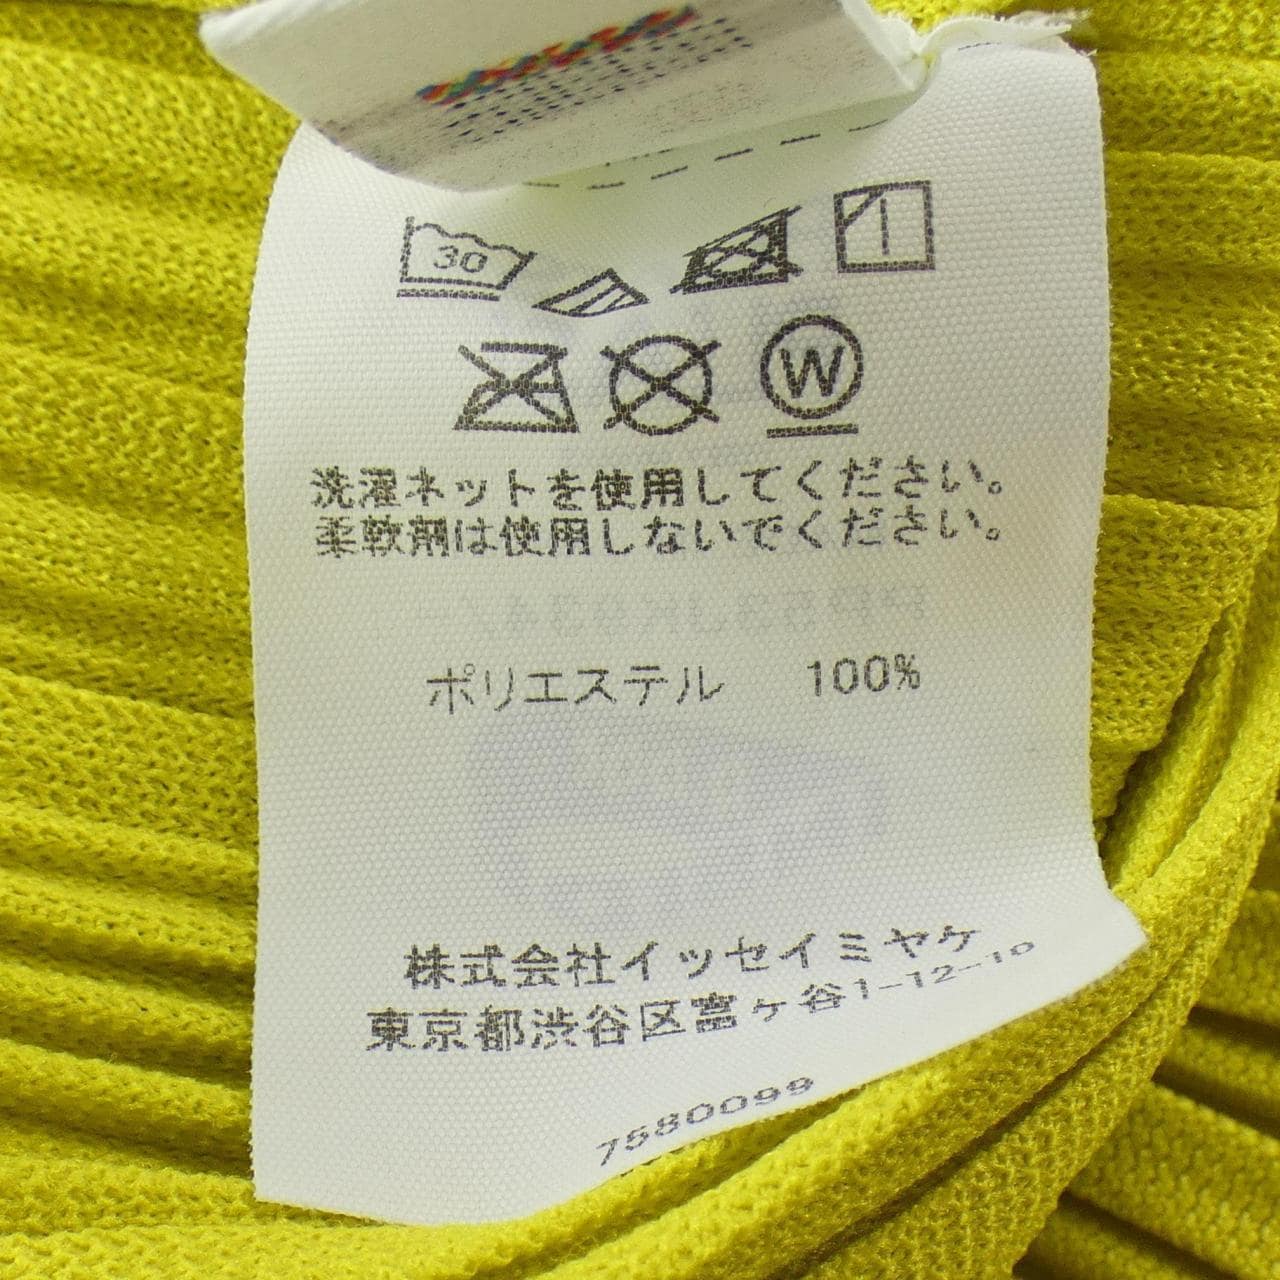 30
W
洗濯ネットを使用してください。
柔軟剤は使用しないでください。
ポリエステル 100%
株式会社イッセイミヤケ
東京都渋谷区富ヶ谷1-12-10
7580099